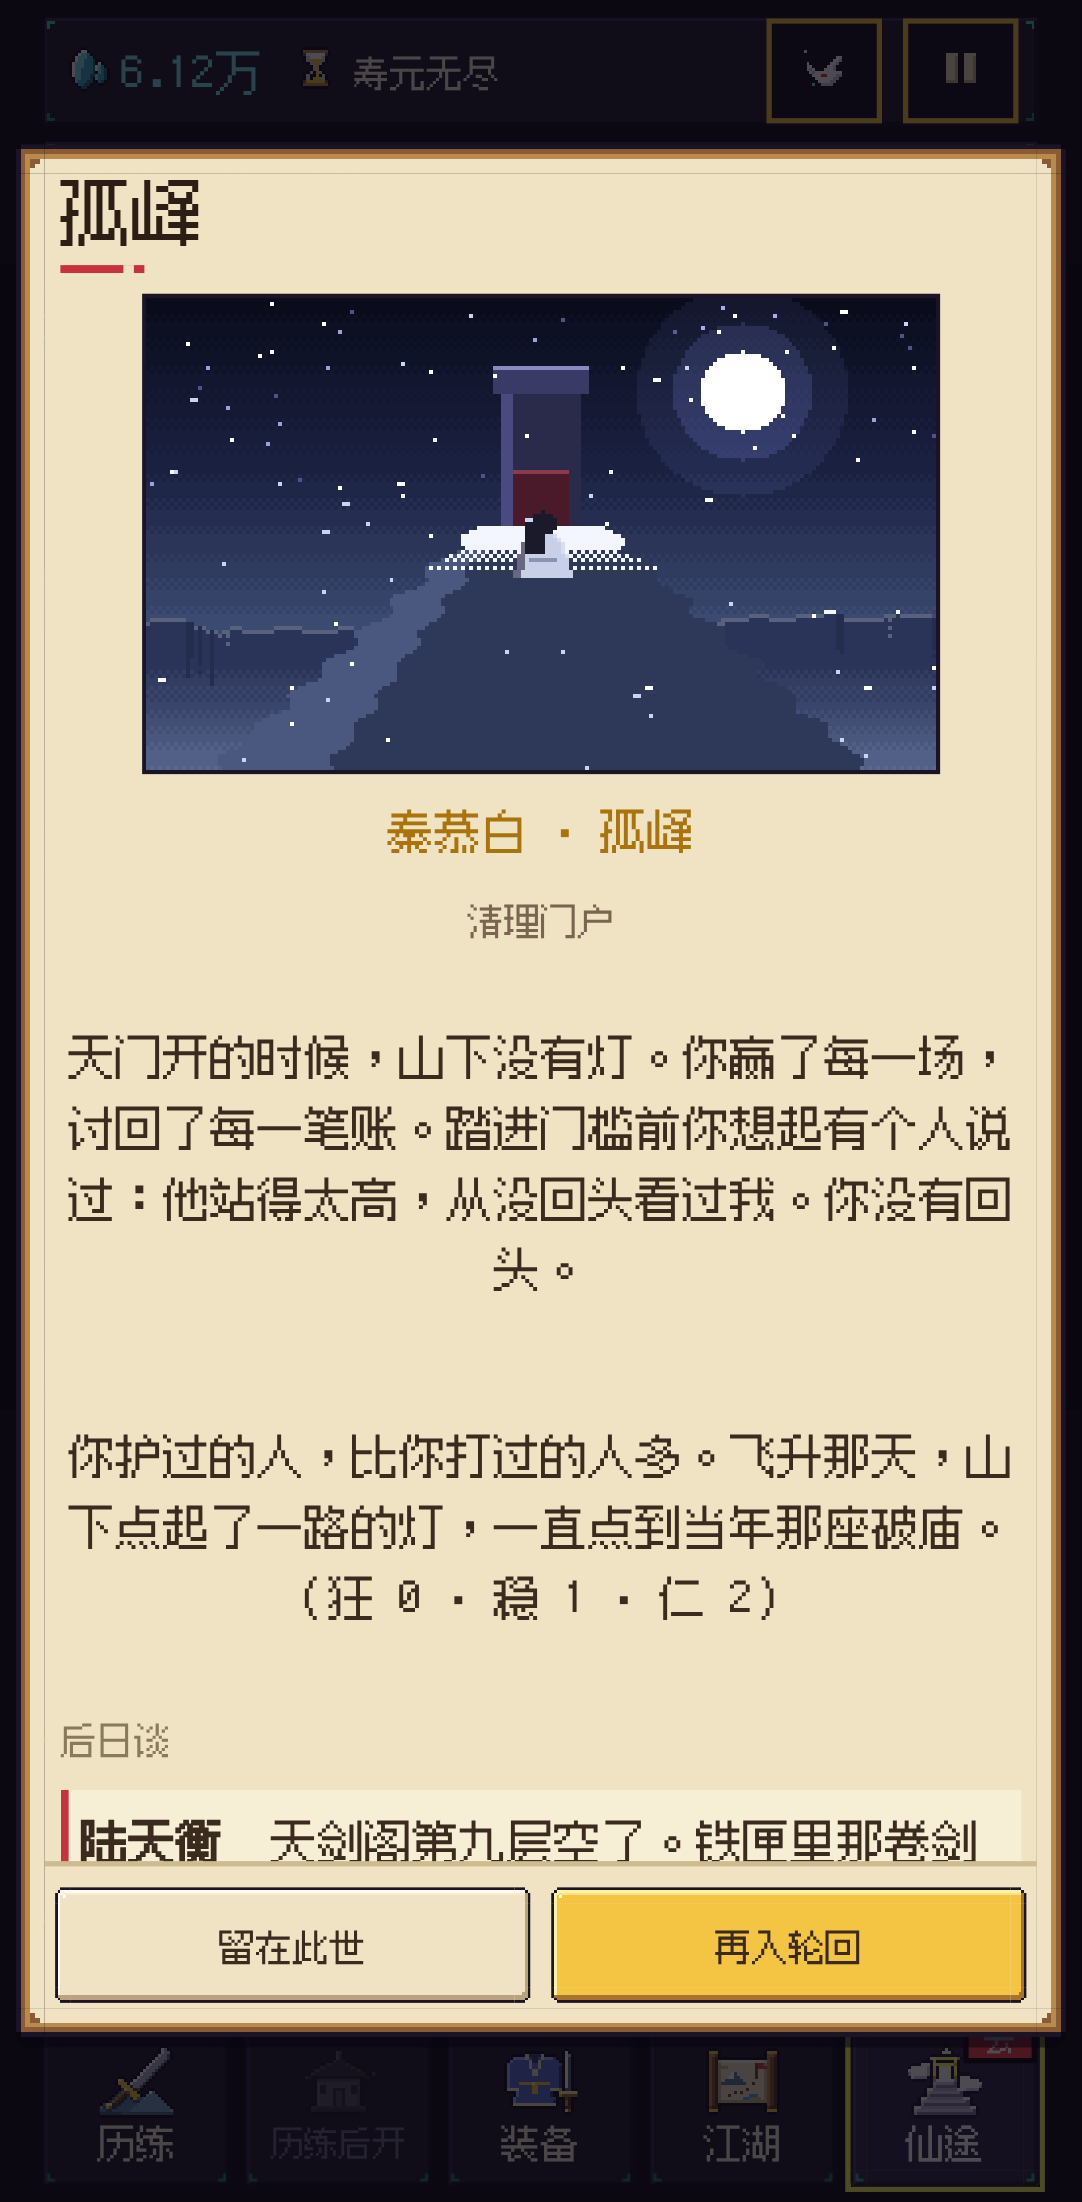 6.12万
寿元无尽
孤峰
秦慕白 · 孤峰
清理门户
天门开的时候，山下没有灯。你赢了每一场，
讨回了每一笔账。踏进门槛前你想起有个人说
过：他站得太高，从没回头看过我。你没有回
头。
你护过的人，比你打过的人多。飞升那天，山
下点起了一路的灯，一直点到当年那座破庙。
(狂 0 · 稳 1 · 仁 2)
后日谈
陆天衡 天剑阁第九层空了。铁匣里那卷剑
留在此世
再入轮回
历练
历练后开
装备
江湖
仙途